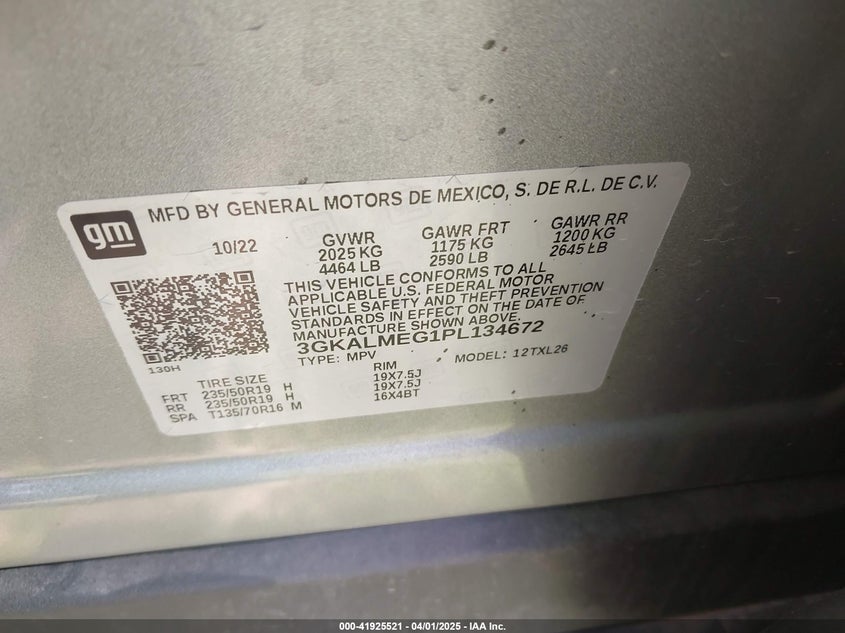 gm
MFD BY GENERAL MOTORS DE MEXICO, S. DE R.L. DE C.V.
10/22 GVWR GAWR FRT GAWR RR
2025 KG 1175 KG 1200 KG
4464 LB 2590 LB 2645 LB
THIS VEHICLE CONFORMS TO ALL
APPLICABLE U.S. FEDERAL MOTOR
VEHICLE SAFETY AND THEFT PREVENTION
STANDARDS IN EFFECT ON THE DATE OF
MANUFACTURE SHOWN ABOVE.
3GKALMEG1PL134672
TYPE: MPV MODEL: 12TXL26
130H
TIRE SIZE RIM
FRT 235/50R19 H 19X7.5J
RR 235/50R19 H 19X7.5J
SPA T135/70R16 M 16X4BT
000-41925521 | 04/01/2025 - IAA Inc.